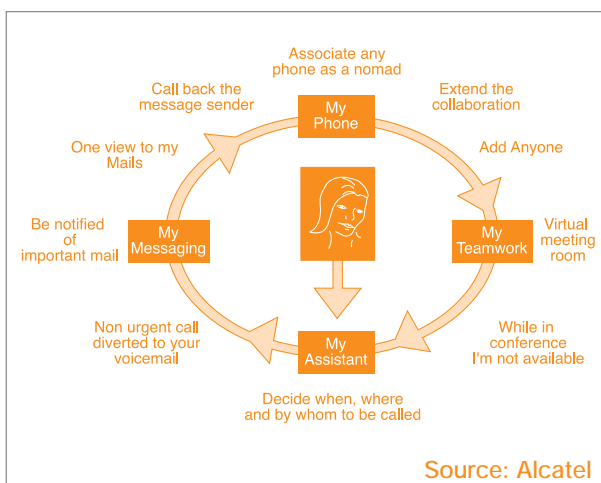 Associate any
phone as a nomad
Call back the
message sender
Extend the
collaboration
My
Phone
One view to my
Mails
Add Anyone
Be notified
of
important mail
My
Messaging
My
Teamwork
Virtual
meeting
room
Non urgent call
diverted to your
voicemail
My
Assistant
While in
conference
I'm not available
Decide when, where
and by whom to be called
Source: Alcatel